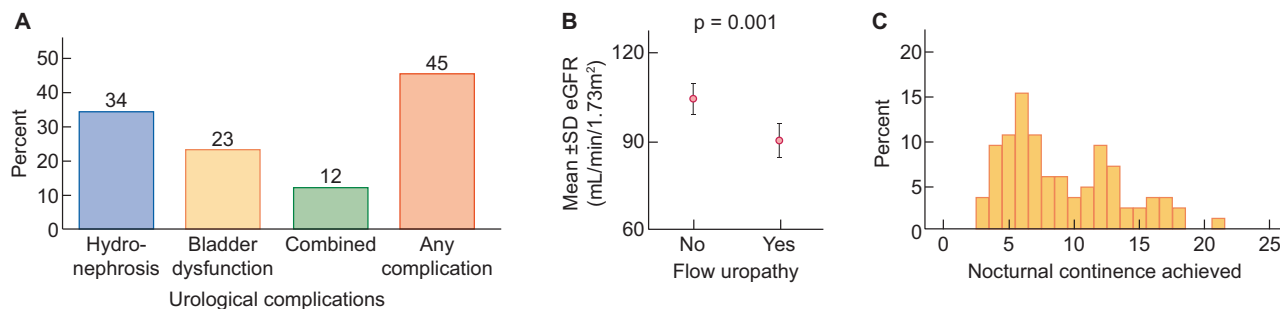 A
Percent
50
40
30
20
10
0
34
23
12
45
Hydro-
nephrosis
Bladder
dysfunction
Combined
Any
complication
Urological complications
B
p = 0.001
Mean ±SD eGFR
(mL/min/1.73m²)
120
90
60
No
Yes
Flow uropathy
C
Percent
20
15
10
5
0
0
5
10
15
20
25
Nocturnal continence achieved